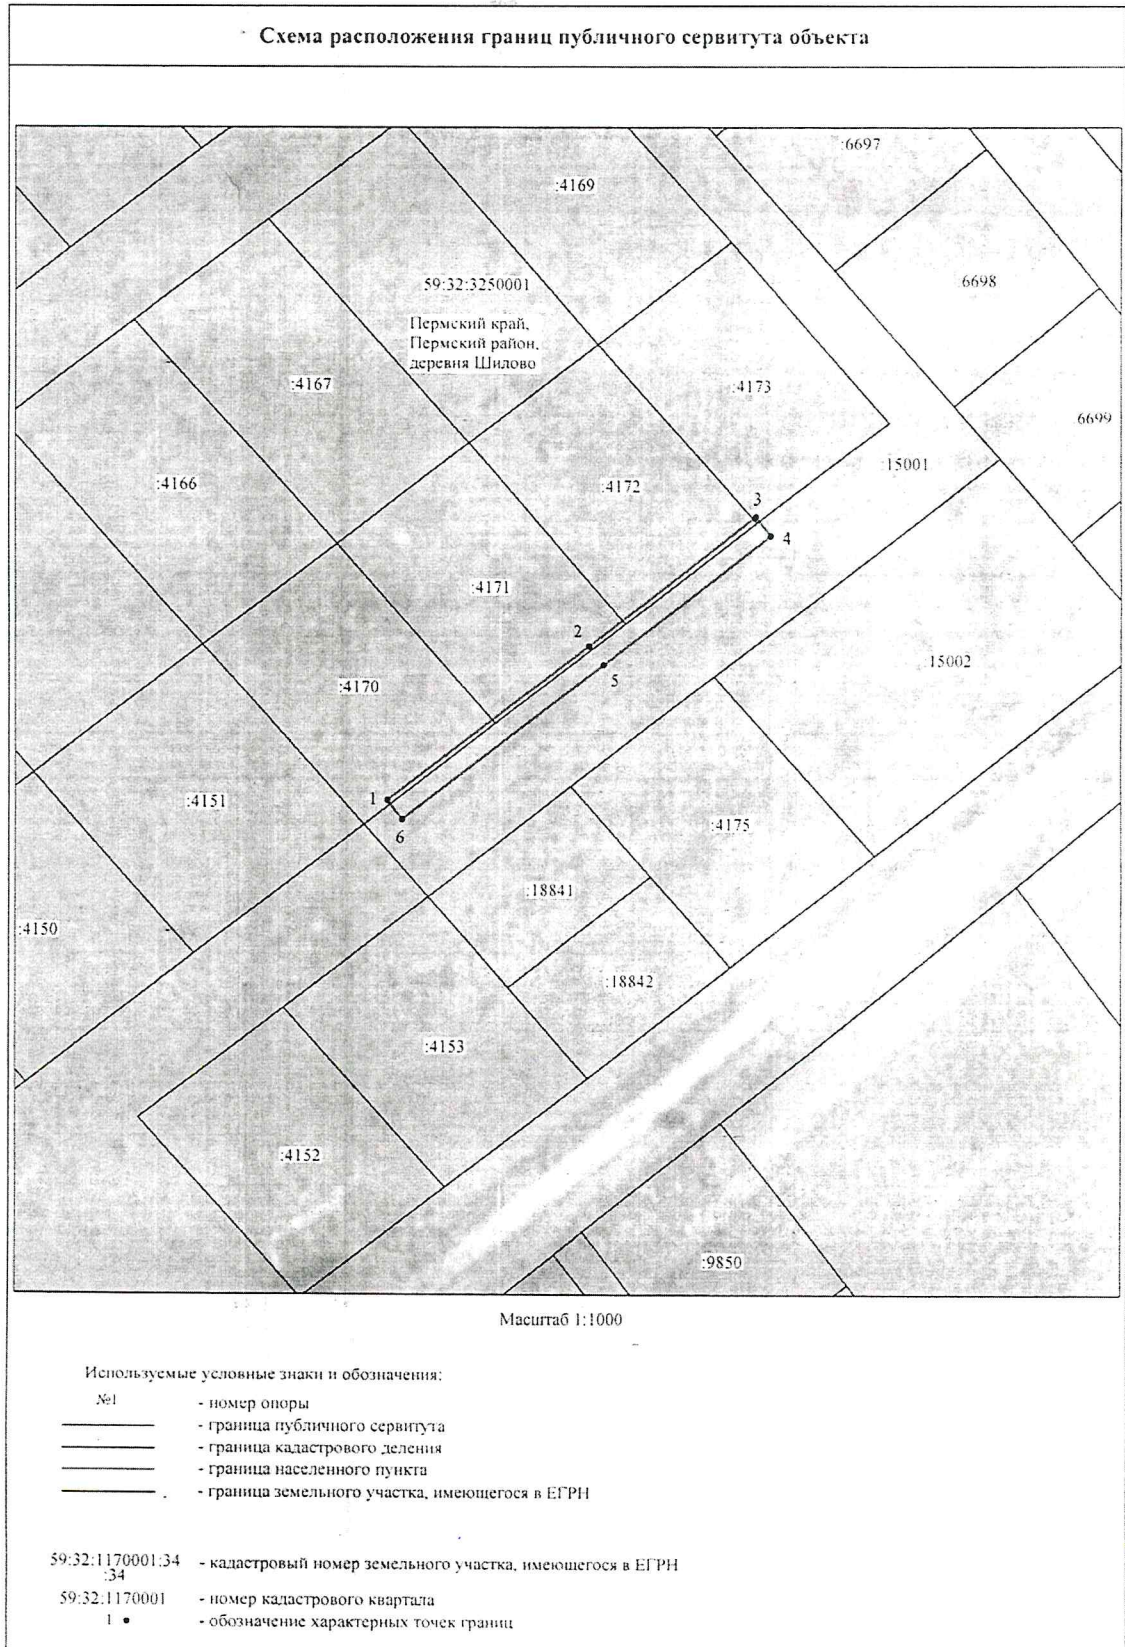 Схема расположения границ публичного сервитута объекта
:6697
:4169
:6698
59:32:3250001
Пермский край,
Пермский район,
деревня Шилово
:4167
:4173
6699
:15001
:4166
:4172
3
4
:4171
2
:15002
5
:4170
1
:4151
6
:4175
:18841
:4150
:18842
:4153
:4152
:9850
Масштаб 1:1000
Используемые условные знаки и обозначения:
№1 - номер опоры
- граница публичного сервитута
- граница кадастрового деления
- граница населенного пункта
- граница земельного участка, имеющегося в ЕГРН
59:32:1170001:34 - кадастровый номер земельного участка, имеющегося в ЕГРН
:34
59:32:1170001 - номер кадастрового квартала
1 - обозначение характерных точек границ